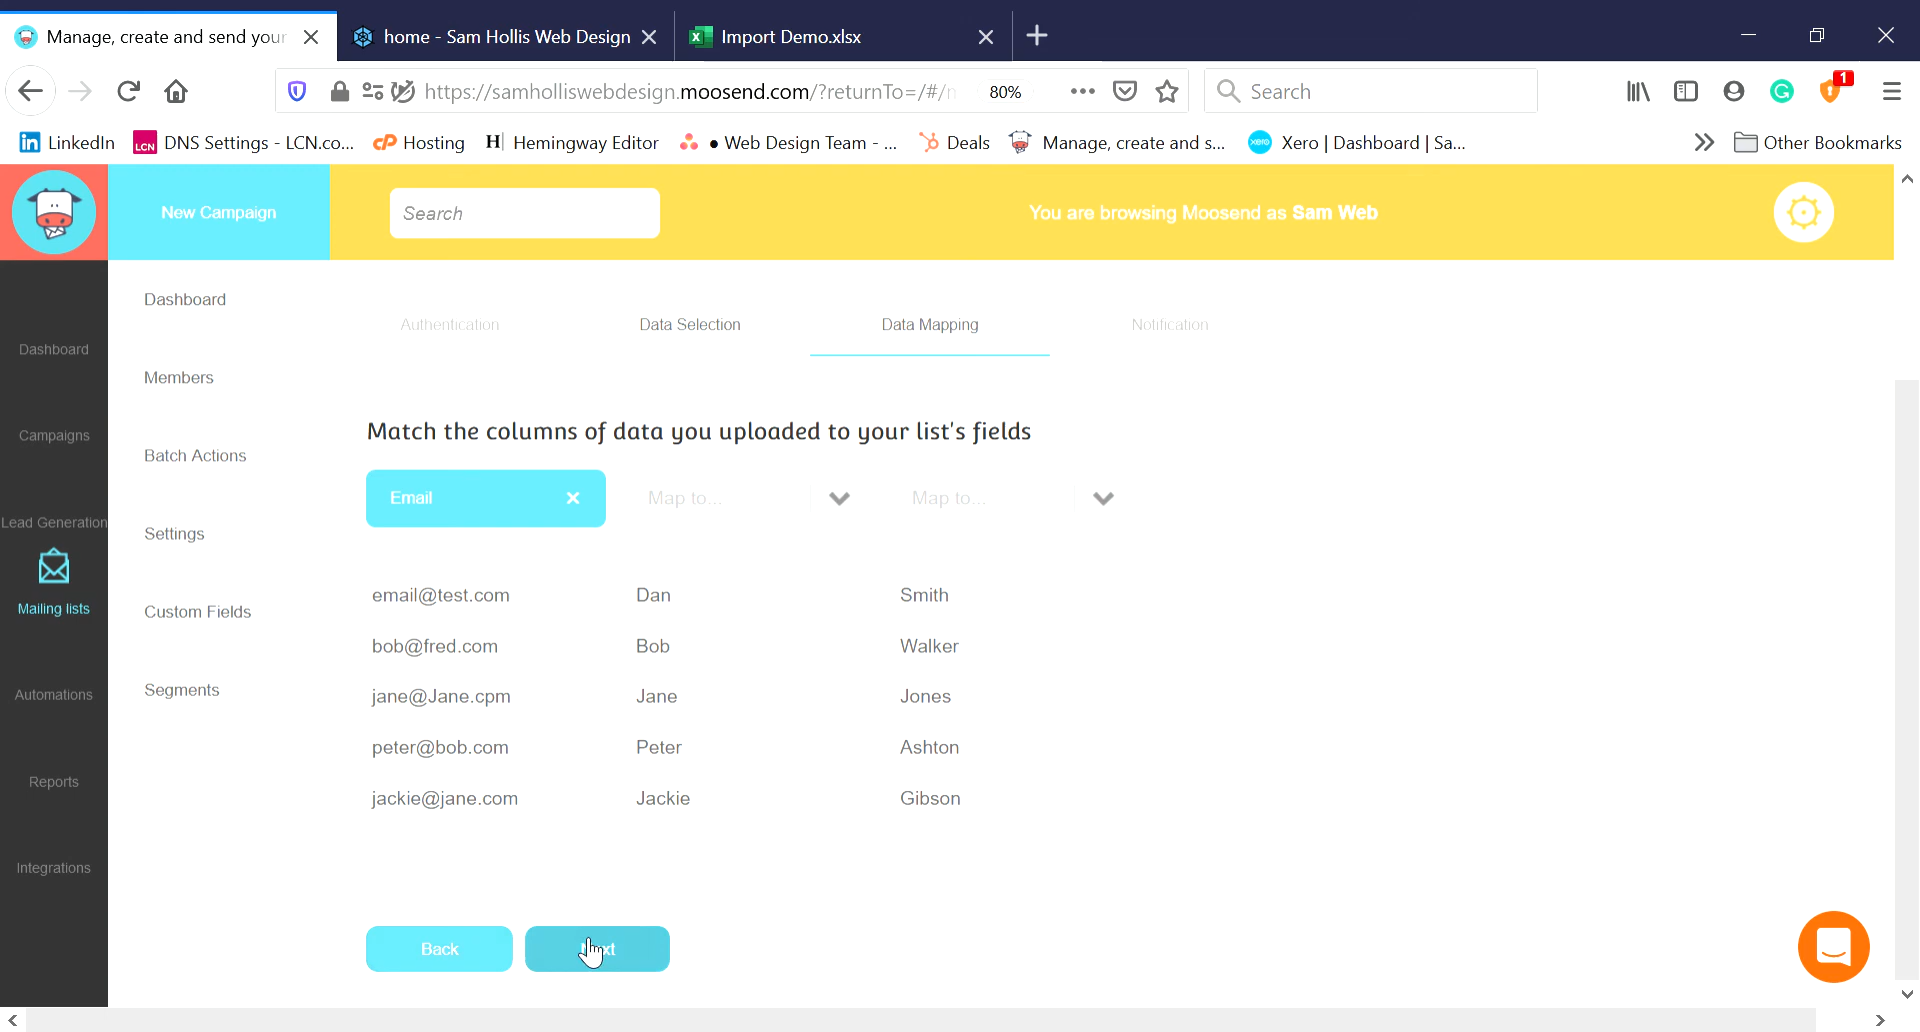 Manage, create and send your
home - Sam Hollis Web Design
Import Demo.xlsx
https://samholliswebdesign.moosend.com/?returnTo=/#/
80%
Search
1
LinkedIn
LCN
DNS Settings - LCN.co...
cP Hosting
H Hemingway Editor
● Web Design Team - ...
Deals
Manage, create and s...
xero
Xero | Dashboard | Sa...
Other Bookmarks
New Campaign
Search
You are browsing Moosend as Sam Web
Dashboard
Campaigns
Lead Generation
Mailing lists
Automations
Reports
Integrations
Dashboard
Members
Batch Actions
Settings
Custom Fields
Segments
Authentication
Data Selection
Data Mapping
Notification
Match the columns of data you uploaded to your list's fields
Email
Map to...
Map to...
email@test.com Dan Smith
bob@fred.com Bob Walker
jane@Jane.cpm Jane Jones
peter@bob.com Peter Ashton
jackie@jane.com Jackie Gibson
Back